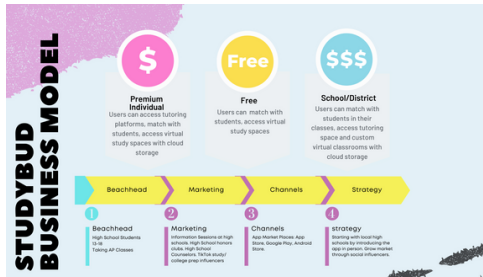 STUDYBUD
BUSINESS MODEL
$
Premium
Individual
Users can access tutoring
platforms, match with
students, access virtual
study spaces with cloud
storage
Free
Free
Users can match with
students, access virtual
study spaces
$$$
School/District
Users can match with
students in their
classes, access tutoring
space and custom
virtual classrooms with
cloud storage
Beachhead
Marketing
Channels
Strategy
1
Beachhead
High School Students
13-18
Taking AP Classes
2
Marketing
Information Sessions at high
schools, High School honors
clubs, High School
Counselors, TikTok study/
college prep influencers
3
Channels
App Market Places: App
Store, Google Play, Android
Store.
4
strategy
Starting with local high
schools by introducing the
app in person. Grow market
through social influencers.